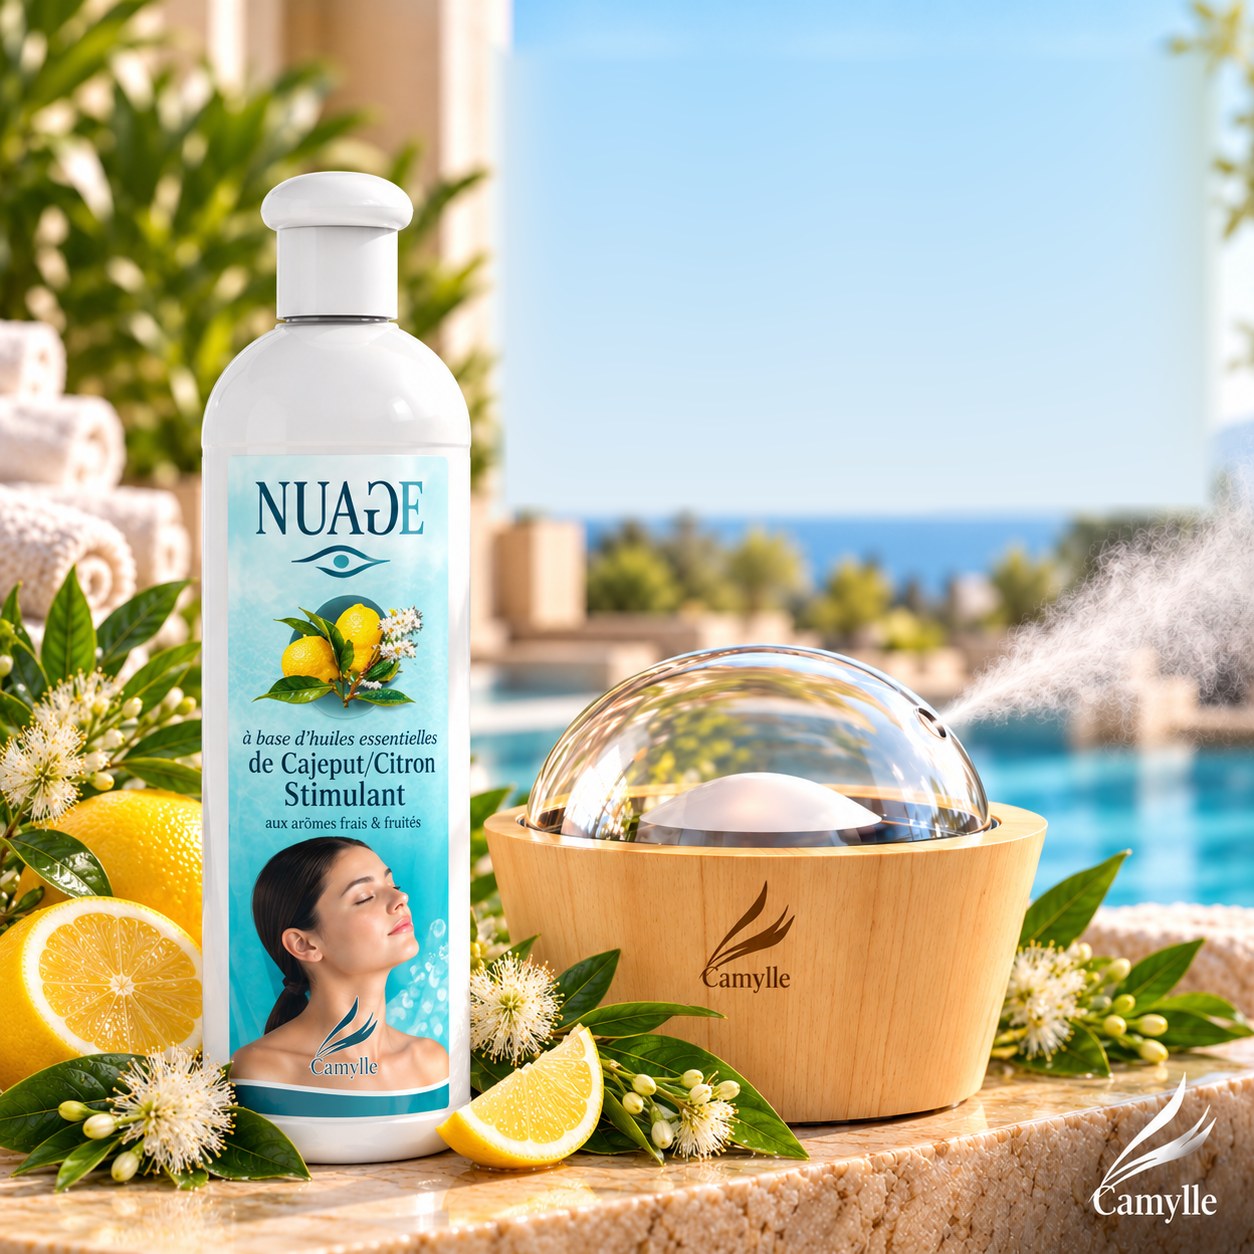 NUAGE
à base d'huiles essentielles
de Cajeput/Citron
Stimulant
aux arômes frais & fruités
Camylle
Camylle
Camylle